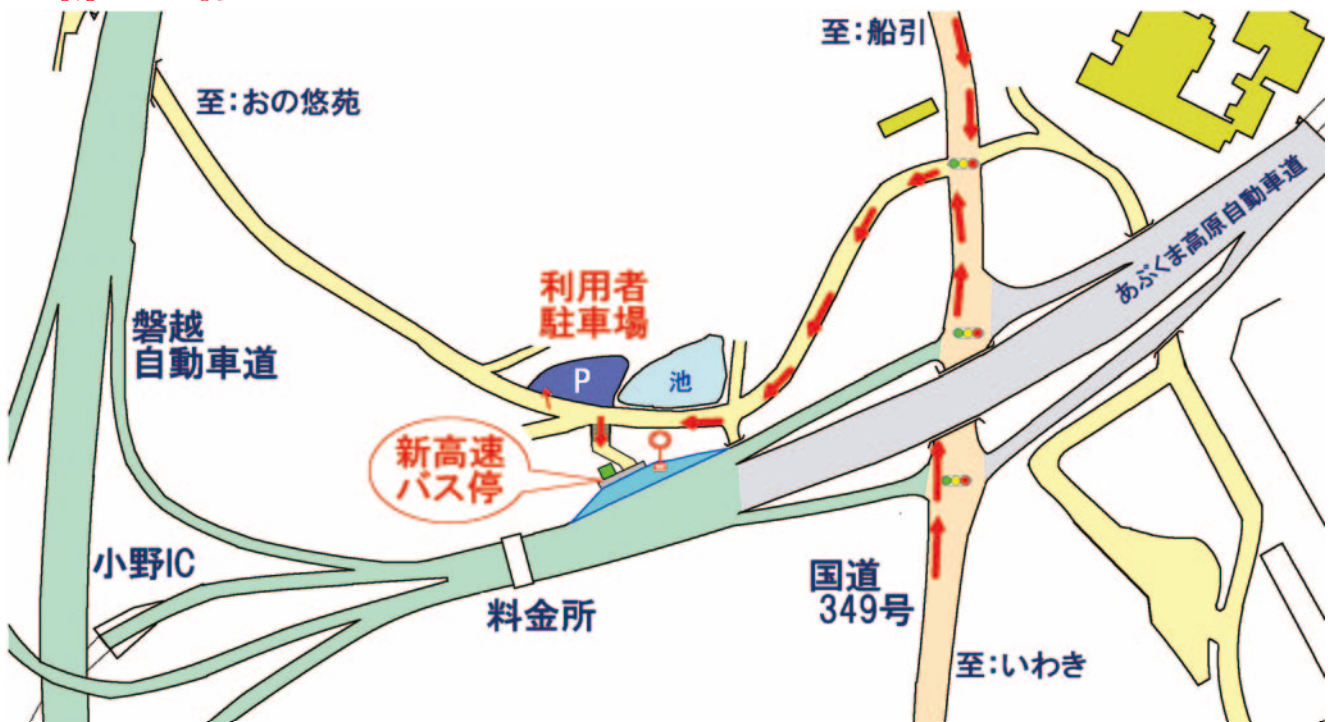 至：船引
至：おの悠苑
あぶくま高原自動車道
利用者
駐車場
磐越
自動車道
P
池
新高速
バス停
小野IC
料金所
国道
349号
至：いわき